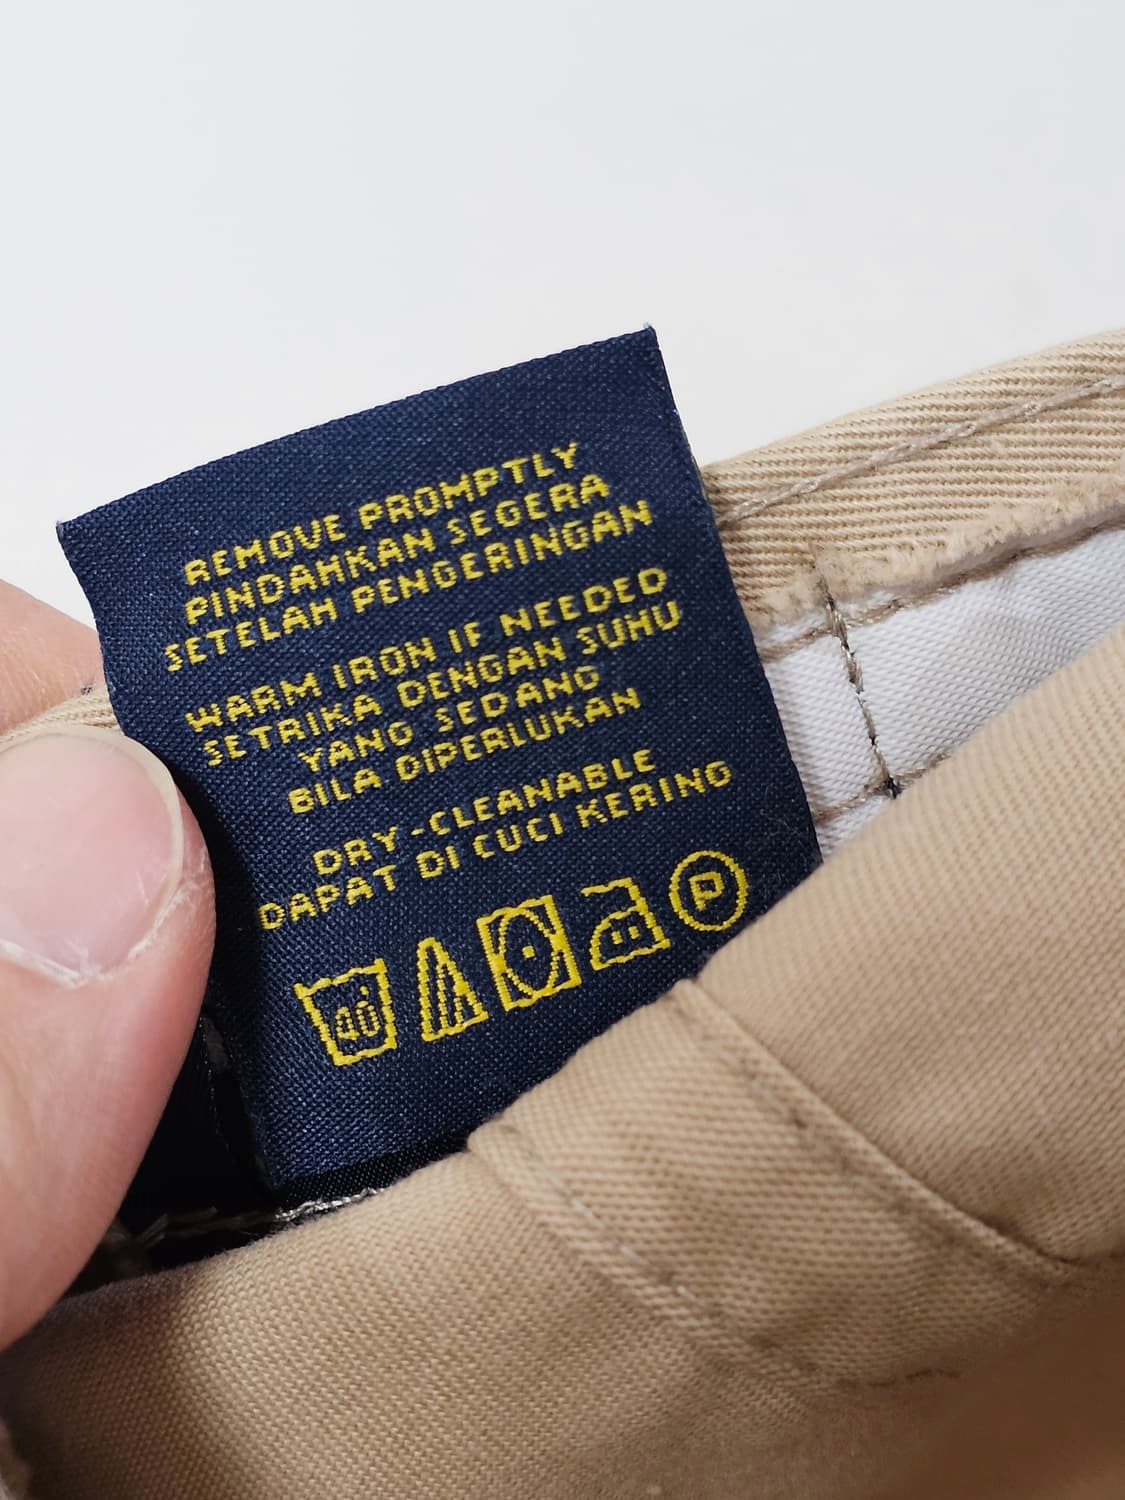 REMOVE PROMPTLY
PINDAHKAN SEGERA
SETELAH PENGERINGAN
WARM IRON IF NEEDED
SETRIKA DENGAN SUHU
YANG SEDANG
BILA DIPERLUKAN
DRY-CLEANABLE
DAPAT DI CUCI KERING
40 P